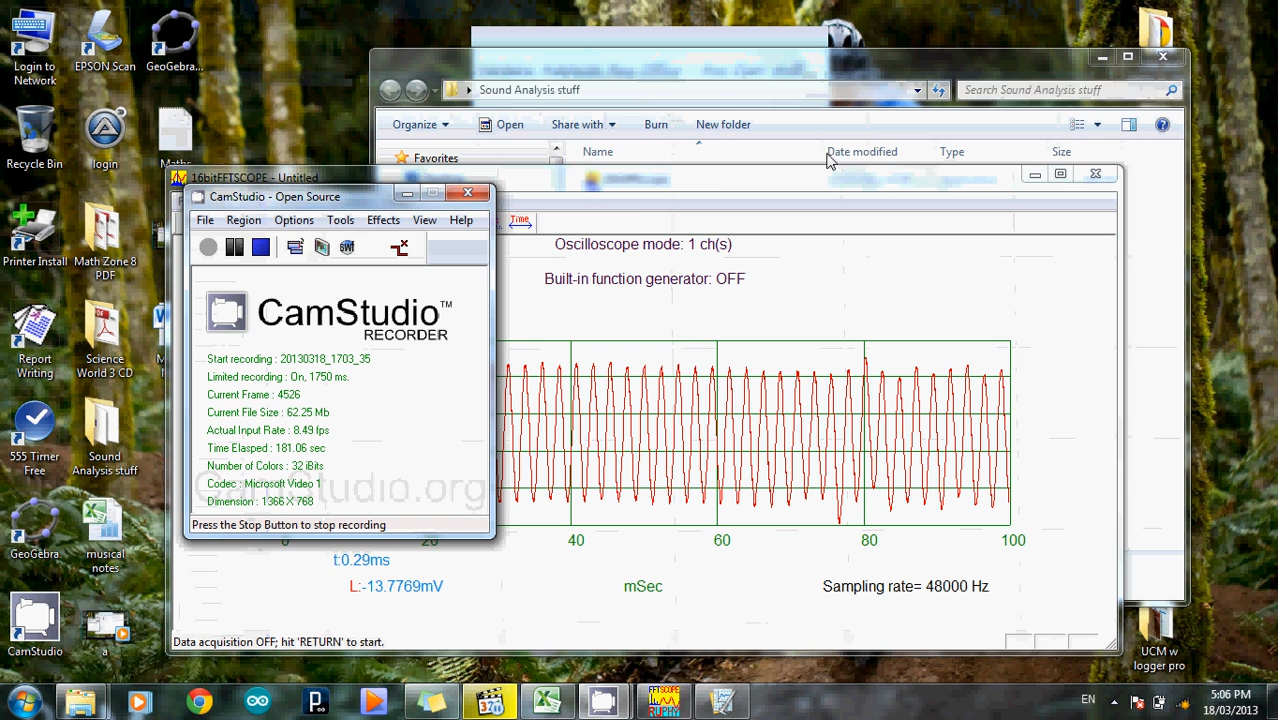 Login to
Network
EPSON Scan
GeoGebra...
Recycle Bin
login
Maths
Printer Install
Math Zone 8
PDF
Report
Writing
Science
World 3 CD
555 Timer
Free
Sound
Analysis stuff
GeoGebra
musical
notes
CamStudio
a
Sound Analysis stuff
Search Sound Analysis stuff
Organize
Open
Share with
Burn
New folder
Favorites
Name
Date modified
Type
Size
16bitFFTSCOPE - Untitled
CamStudio - Open Source
File
Region
Options
Tools
Effects
View
Help
SWf
Time
CamStudio™
RECORDER
Start recording : 20130318_1703_35
Limited recording : On, 1750 ms.
Current Frame : 4526
Current File Size : 62.25 Mb
Actual Input Rate : 8.49 fps
Time Elasped : 181.06 sec
Number of Colors : 32 iBits
Codec : Microsoft Video 1
Dimension : 1366 X 768
CamStudio.org
Press the Stop Button to stop recording
Oscilloscope mode: 1 ch(s)
Built-in function generator: OFF
0
20
40
60
80
100
t:0.29ms
L:-13.7769mV
mSec
Sampling rate= 48000 Hz
Data acquisition OFF; hit 'RETURN' to start.
UCM w
logger pro
FFTSCOPE
RUPHY
320
EN
5:06 PM
18/03/2013